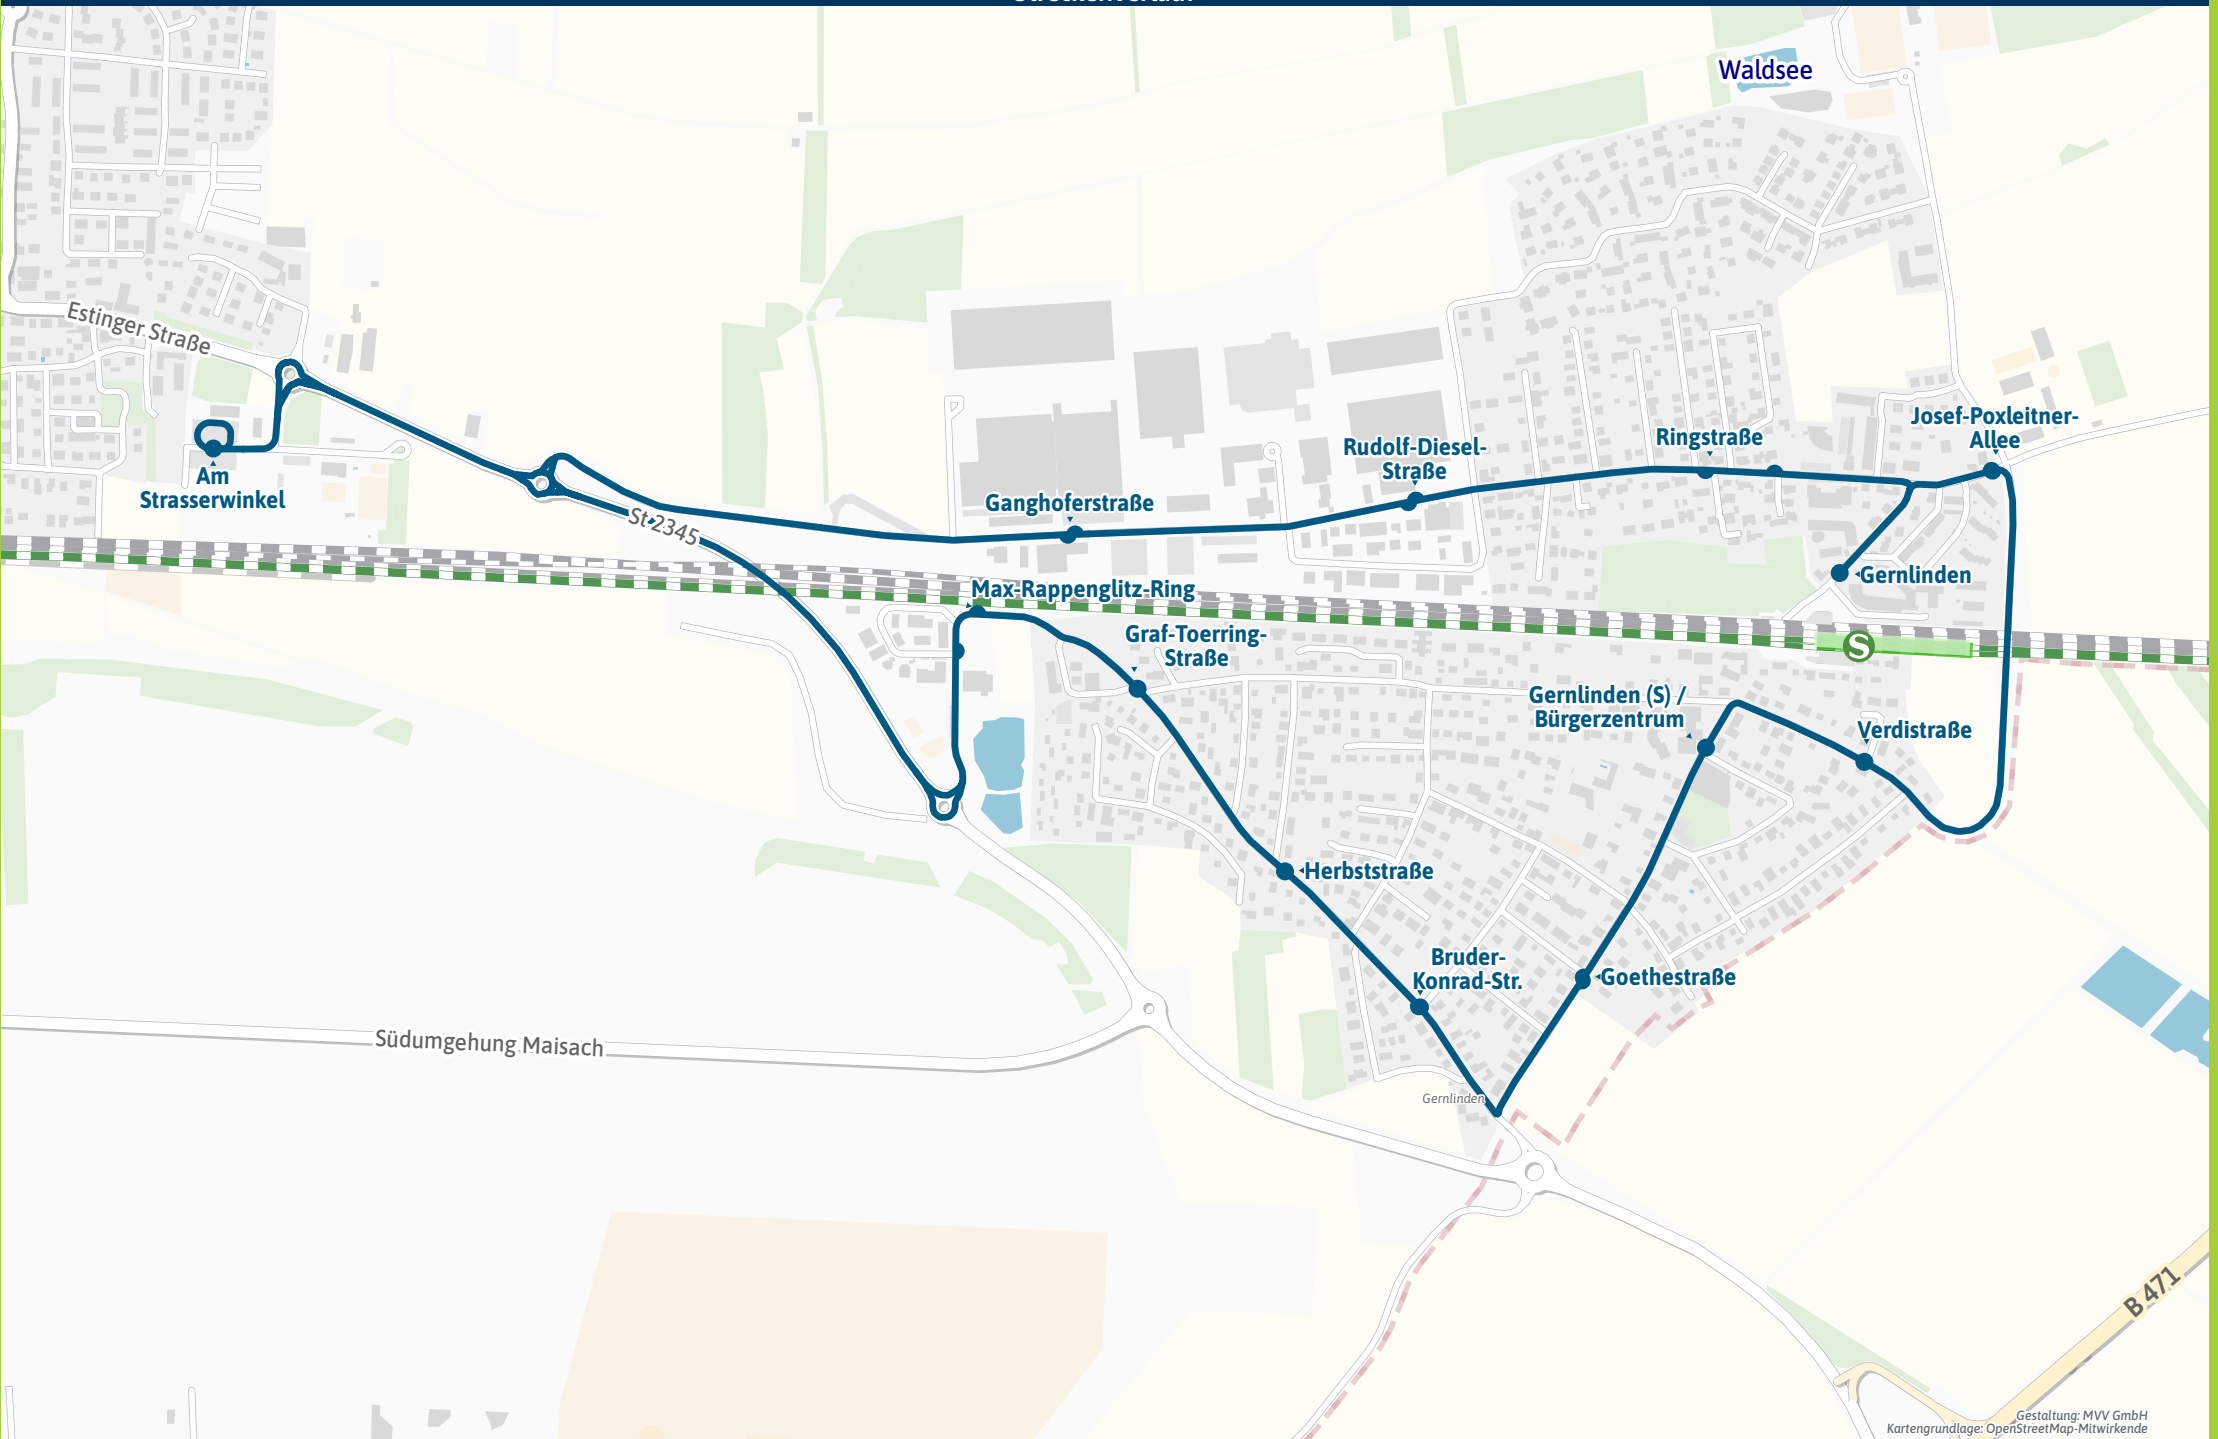 Streckenverlauf
Waldsee
Estinger Straße
Josef-Poxleitner-
Allee
Ringstraße
Rudolf-Diesel-
Straße
Am
Strasserwinkel
Ganghoferstraße
St 2345
Gernlinden
Max-Rappenglitz-Ring
Graf-Toerring-
Straße
S
Gernlinden (S) /
Bürgerzentrum
Verdistraße
Herbststraße
Bruder-
Konrad-Str.
Goethestraße
Südumgehung Maisach
Gernlinden
B 471
Gestaltung: MVV GmbH
Kartengrundlage: OpenStreetMap-Mitwirkende